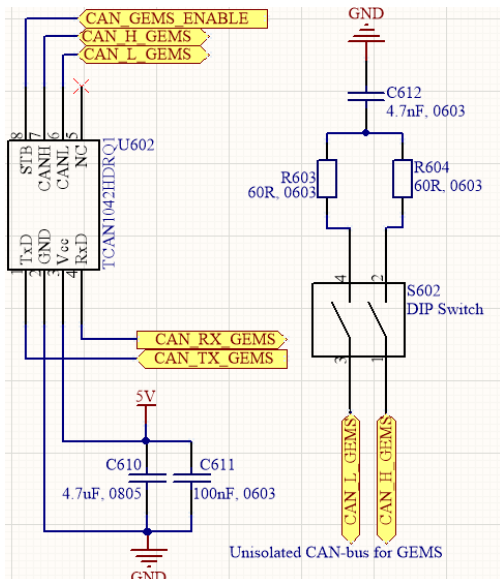 CAN_GEMS_ENABLE
CAN_H_GEMS
CAN_L_GEMS
8
7
6
5
STB
CANH
CANL
NC
U602
TCAN1042HDRQ1
TxD
GND
Vcc
RxD
1
2
3
4
CAN_RX_GEMS
CAN_TX_GEMS
5V
C610
4.7uF, 0805
C611
100nF, 0603
GND
GND
C612
4.7nF, 0603
R603
60R, 0603
R604
60R, 0603
4
2
S602
DIP Switch
3
1
CAN_L_GEMS
CAN_H_GEMS
Unisolated CAN-bus for GEMS